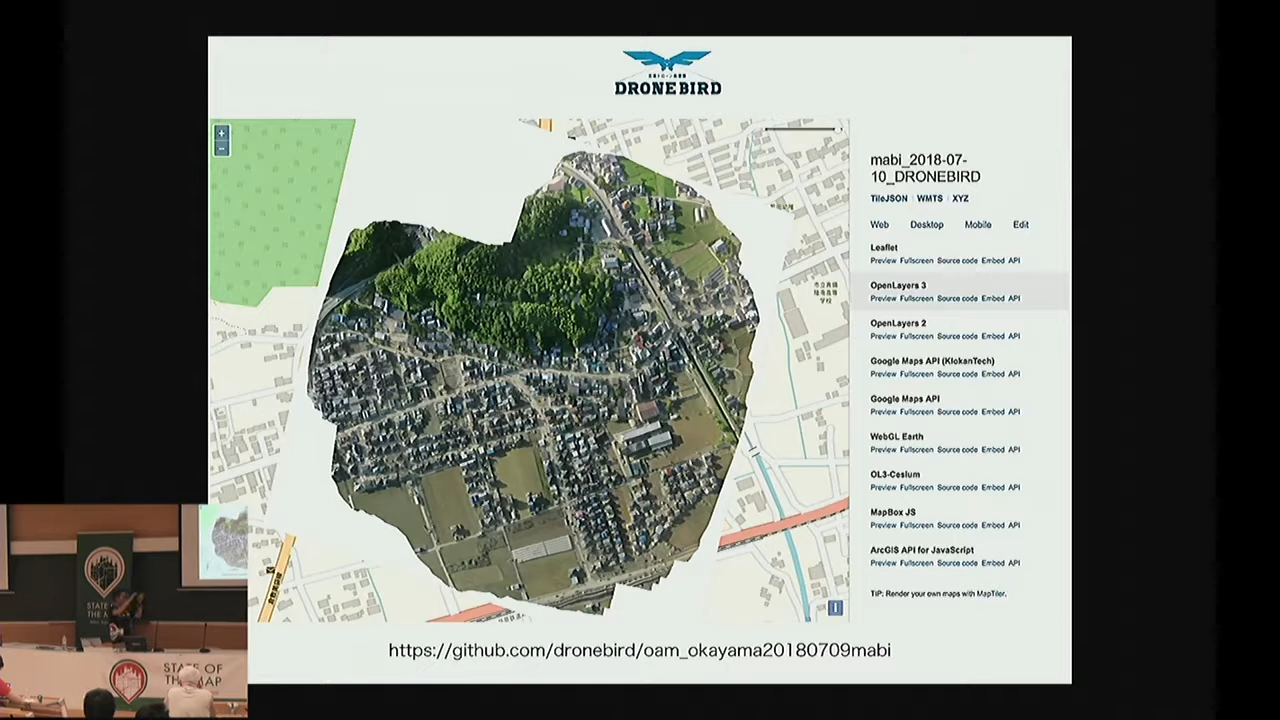 DRONE BIRD
+
-
mabi_2018-07-
10_DRONEBIRD
TileJSON | WMTS | XYZ
Web Desktop Mobile Edit
Leaflet
Preview Fullscreen Source code Embed API
OpenLayers 3
Preview Fullscreen Source code Embed API
OpenLayers 2
Preview Fullscreen Source code Embed API
Google Maps API (KlokanTech)
Preview Fullscreen Source code Embed API
Google Maps API
Preview Fullscreen Source code Embed API
WebGL Earth
Preview Fullscreen Source code Embed API
OL3-Cesium
Preview Fullscreen Source code Embed API
MapBox JS
Preview Fullscreen Source code Embed API
ArcGIS API for JavaScript
Preview Fullscreen Source code Embed API
TIP: Render your own maps with MapTiler.
i
https://github.com/dronebird/oam_okayama20180709mabi
STATE
THE MAP
STATE OF
THE MAP